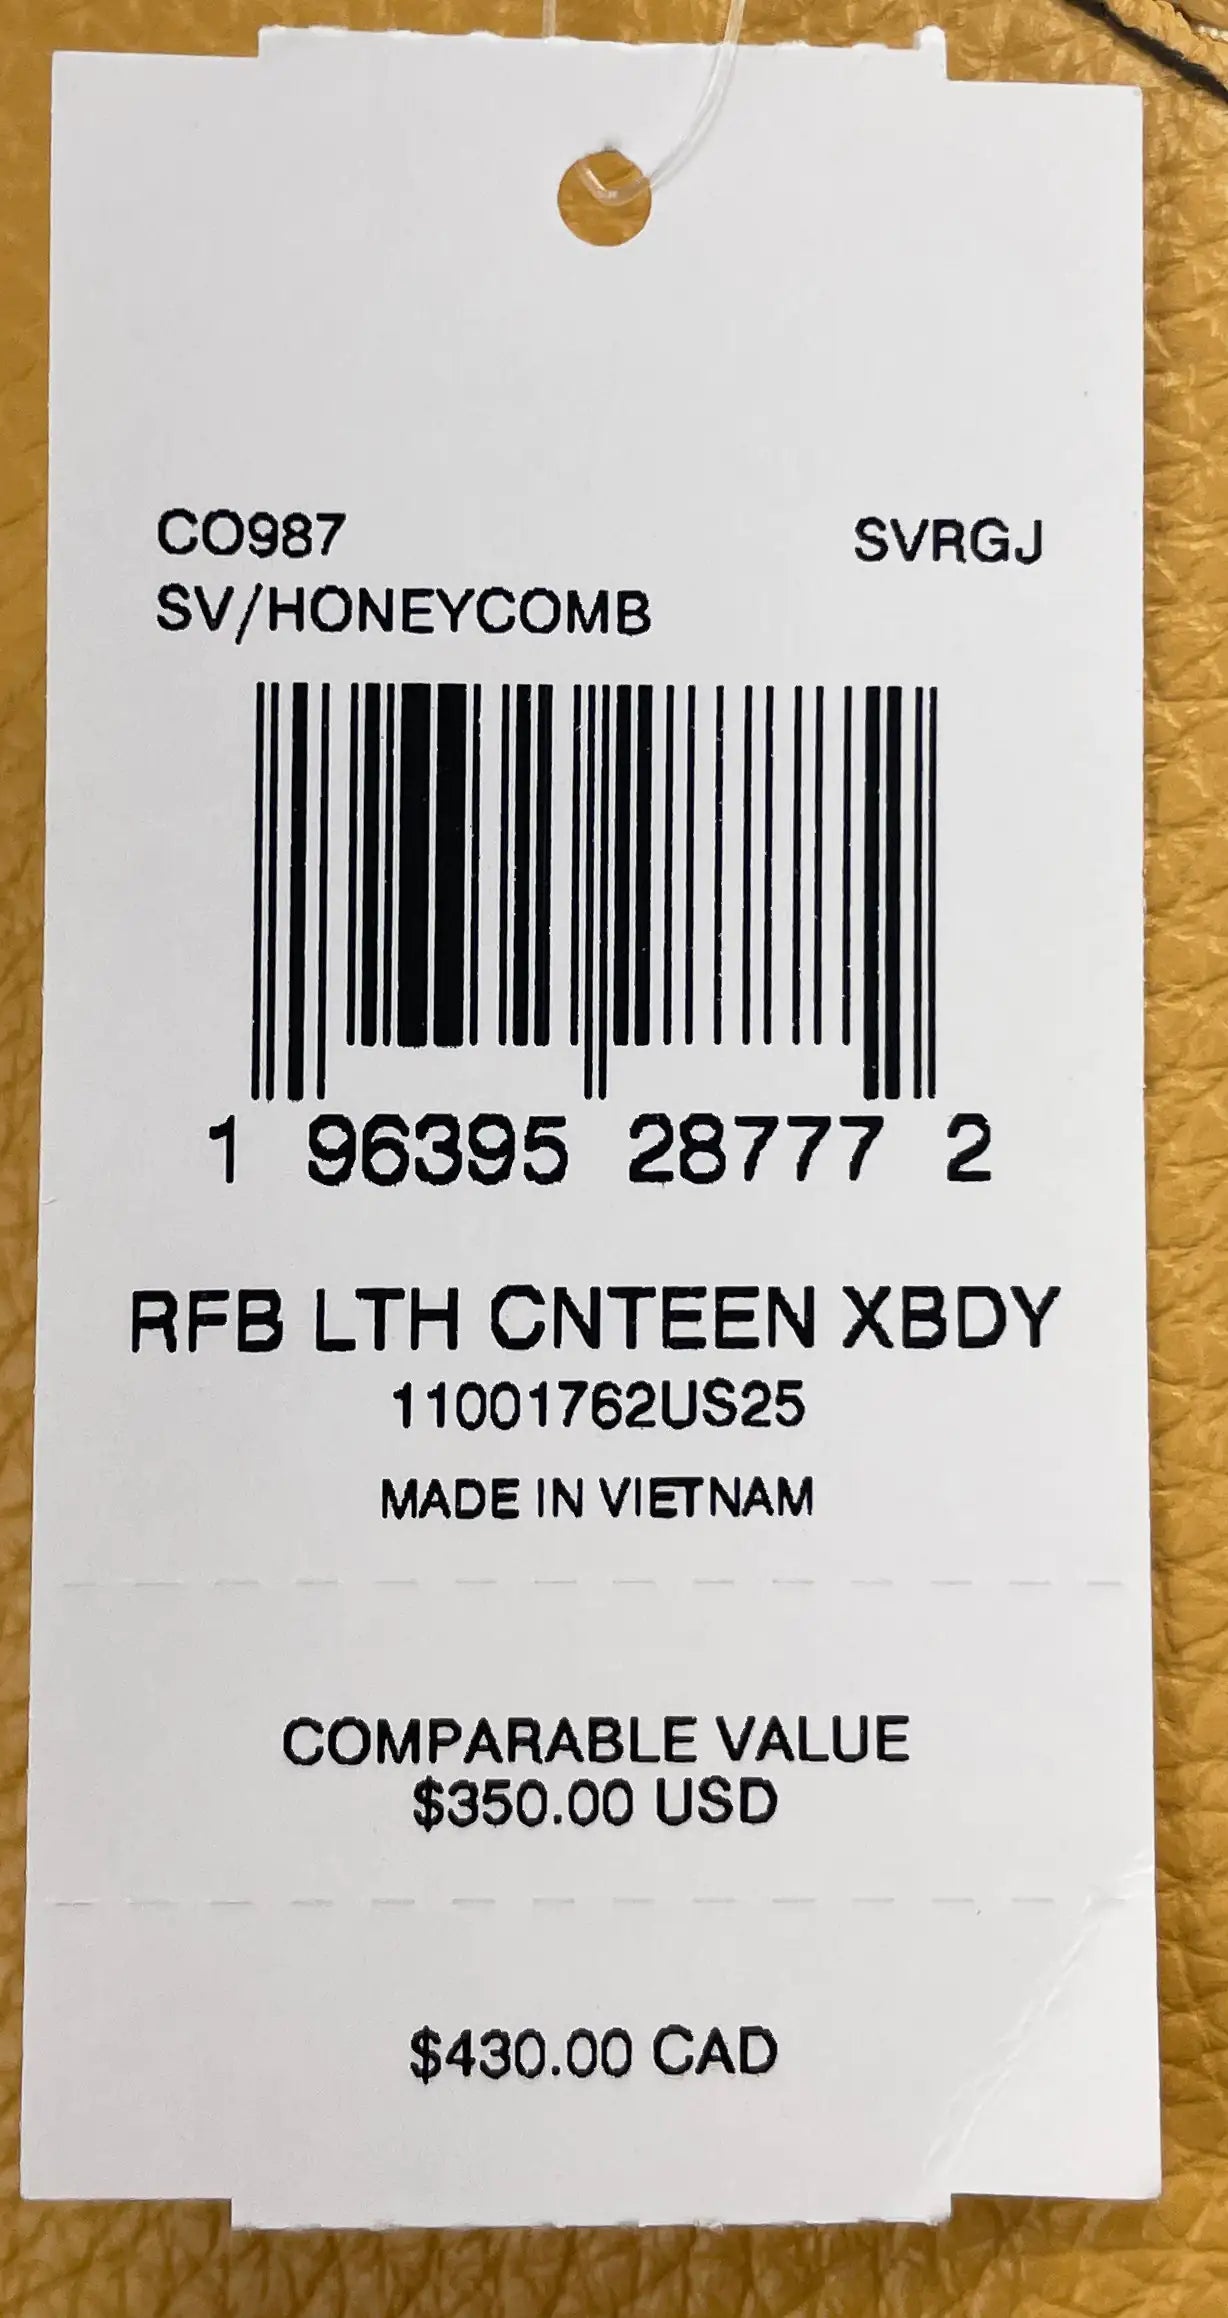 CO987 SVRGJ
SV/HONEYCOMB
1 96395 28777 2
RFB LTH CNTEEN XBDY
11001762US25
MADE IN VIETNAM
COMPARABLE VALUE
$350.00 USD
$430.00 CAD